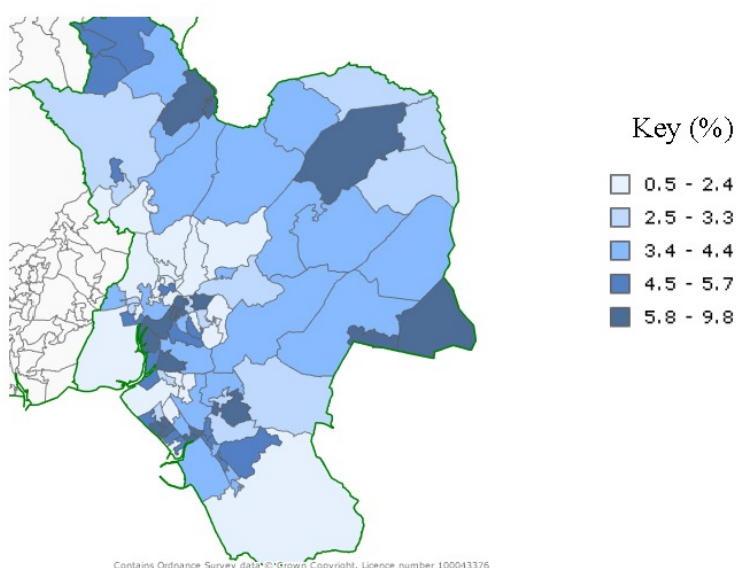 Key (%)
0.5 - 2.4
2.5 - 3.3
3.4 - 4.4
4.5 - 5.7
5.8 - 9.8
Contains Ordnance Survey data © Crown Copyright. Licence number 100043376